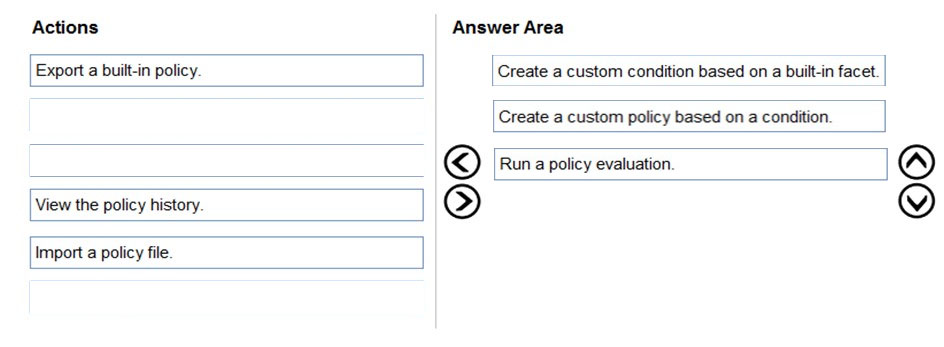 Actions
Export a built-in policy.
View the policy history.
Import a policy file.
Answer Area
Create a custom condition based on a built-in facet.
Create a custom policy based on a condition.
Run a policy evaluation.